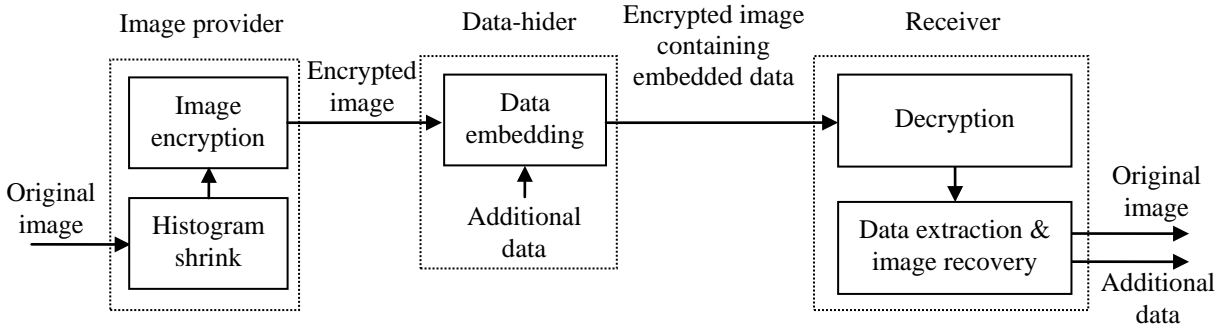 Image provider
Data-hider
Encrypted image
containing
embedded data
Receiver
Image
encryption
Encrypted
image
Data
embedding
Decryption
Original
image
Histogram
shrink
Additional
data
Data extraction &
image recovery
Original
image
Additional
data